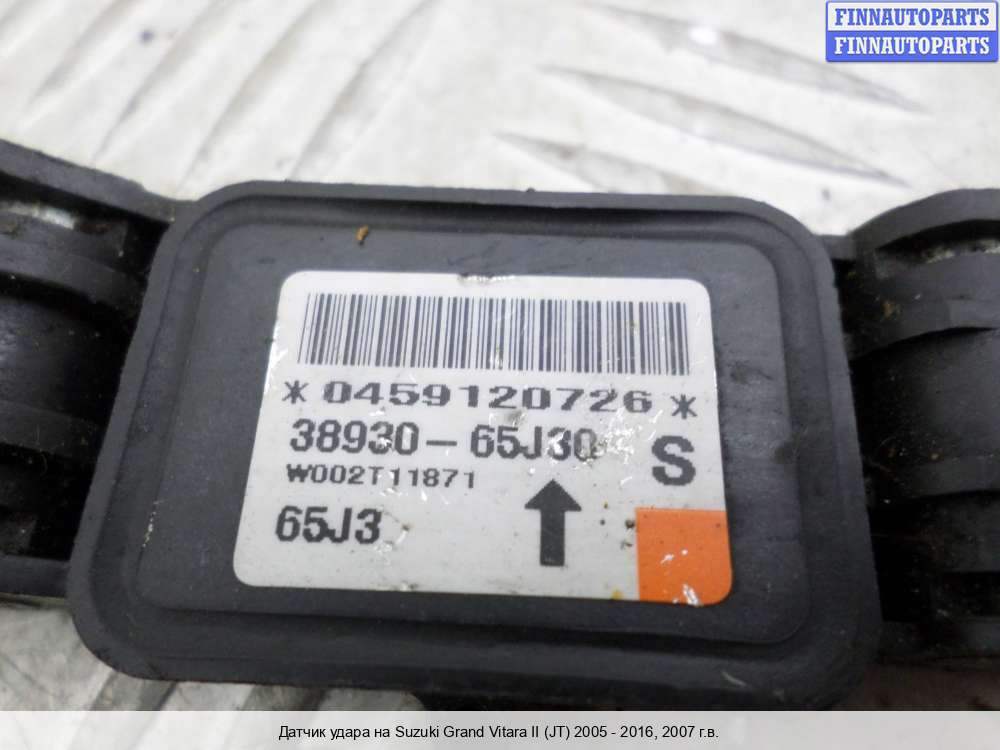 FINNAUTOPARTS
FINNAUTOPARTS
*0459120726*
38930-65J30
S
W002T11871
65J3
Датчик удара на Suzuki Grand Vitara II (JT) 2005 - 2016, 2007 г.в.